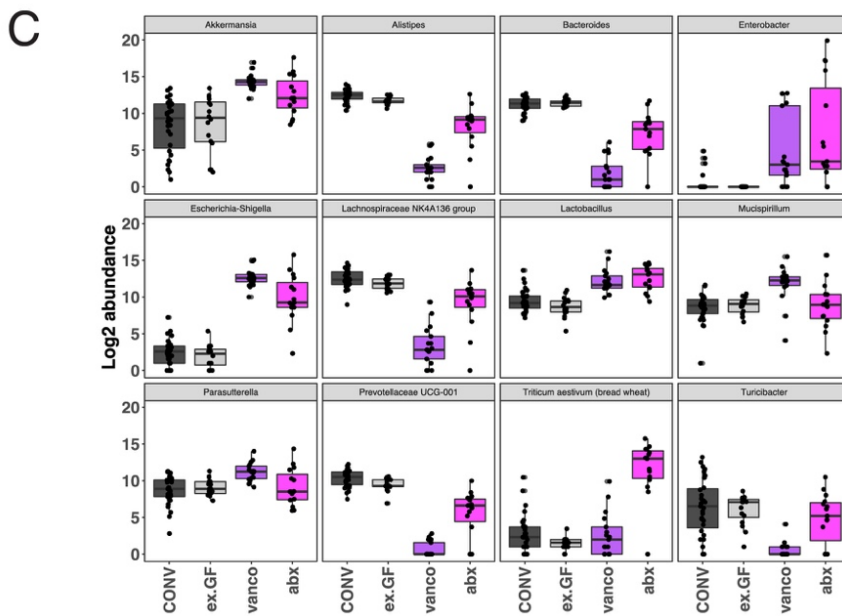 C
Akkermansia Alistipes Bacteroides Enterobacter
20
15
10
5
0
Escherichia-Shigella Lachnospiraceae NK4A136 group Lactobacillus Mucispirillum
20
15
10
5
0
Log2 abundance
Parasutterella Prevotellaceae UCG-001 Triticum aestivum (bread wheat) Turicibacter
20
15
10
5
0
CONV ex.GF vanco abx CONV ex.GF vanco abx CONV ex.GF vanco abx CONV ex.GF vanco abx